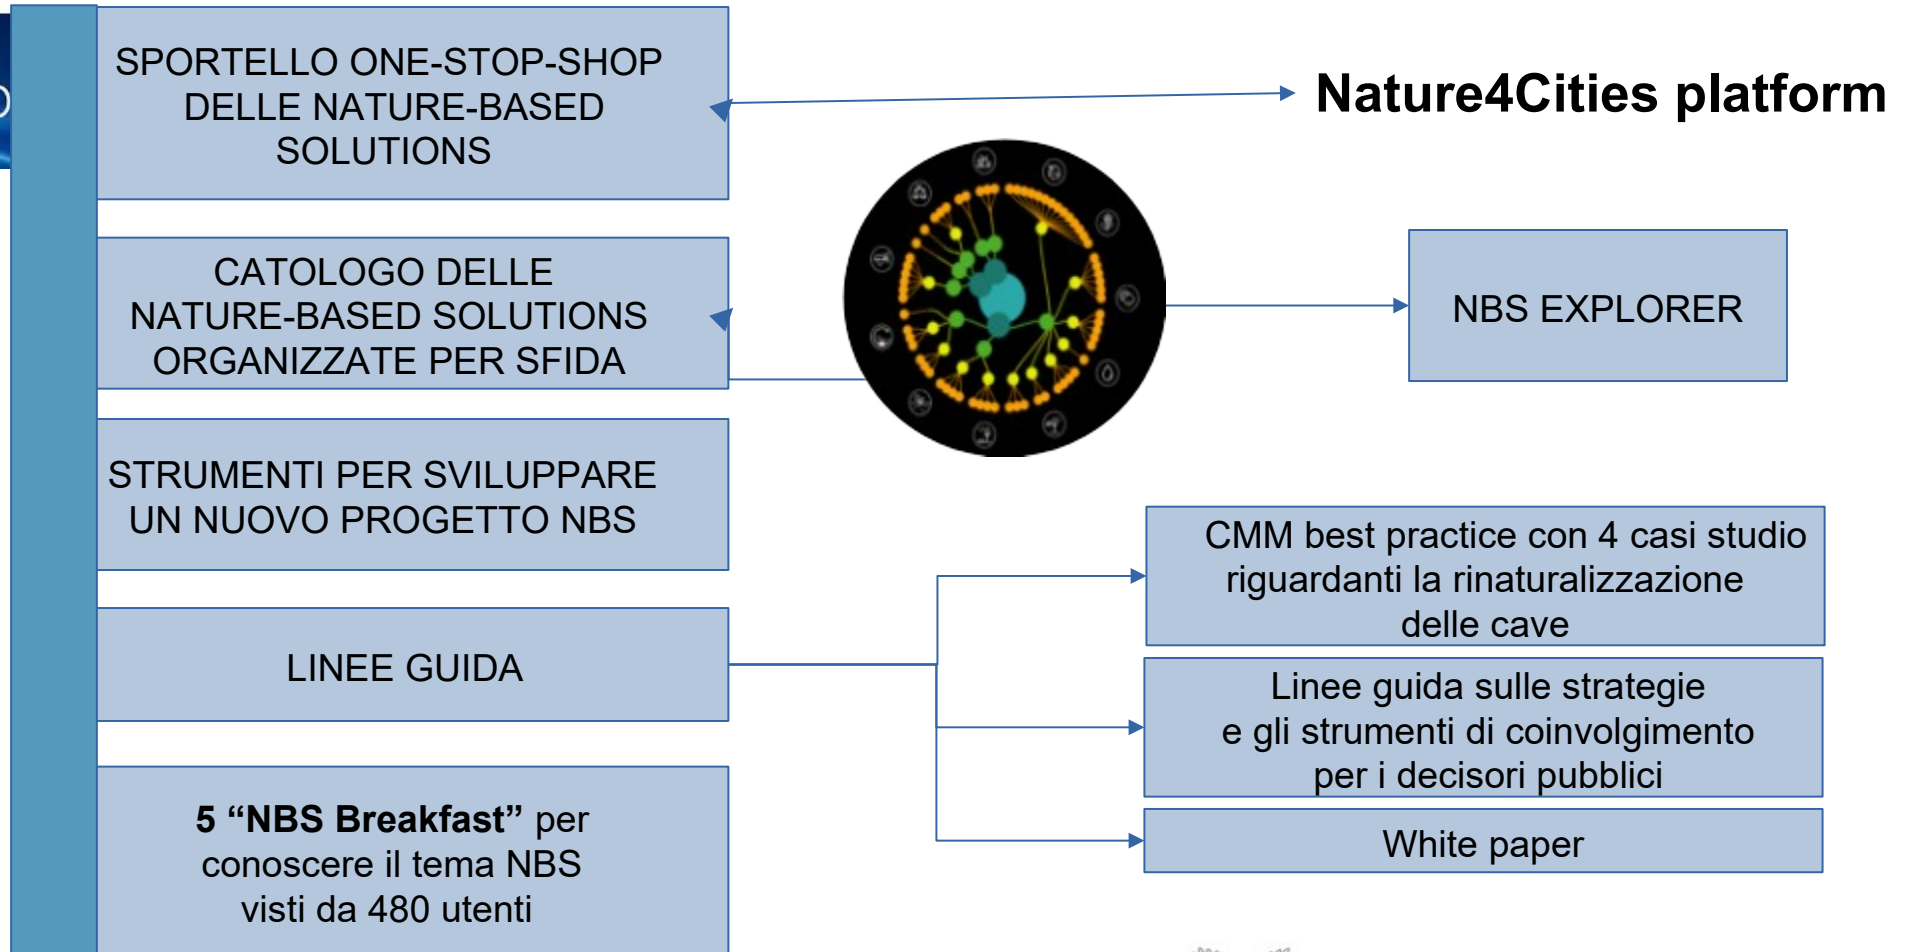 SPORTELLO ONE-STOP-SHOP
DELLE NATURE-BASED
SOLUTIONS
Nature4Cities platform
CATOLOGO DELLE
NATURE-BASED SOLUTIONS
ORGANIZZATE PER SFIDA
NBS EXPLORER
STRUMENTI PER SVILUPPARE
UN NUOVO PROGETTO NBS
LINEE GUIDA
CMM best practice con 4 casi studio
riguardanti la rinaturalizzazione
delle cave
Linee guida sulle strategie
e gli strumenti di coinvolgimento
per i decisori pubblici
White paper
5 “NBS Breakfast” per
conoscere il tema NBS
visti da 480 utenti